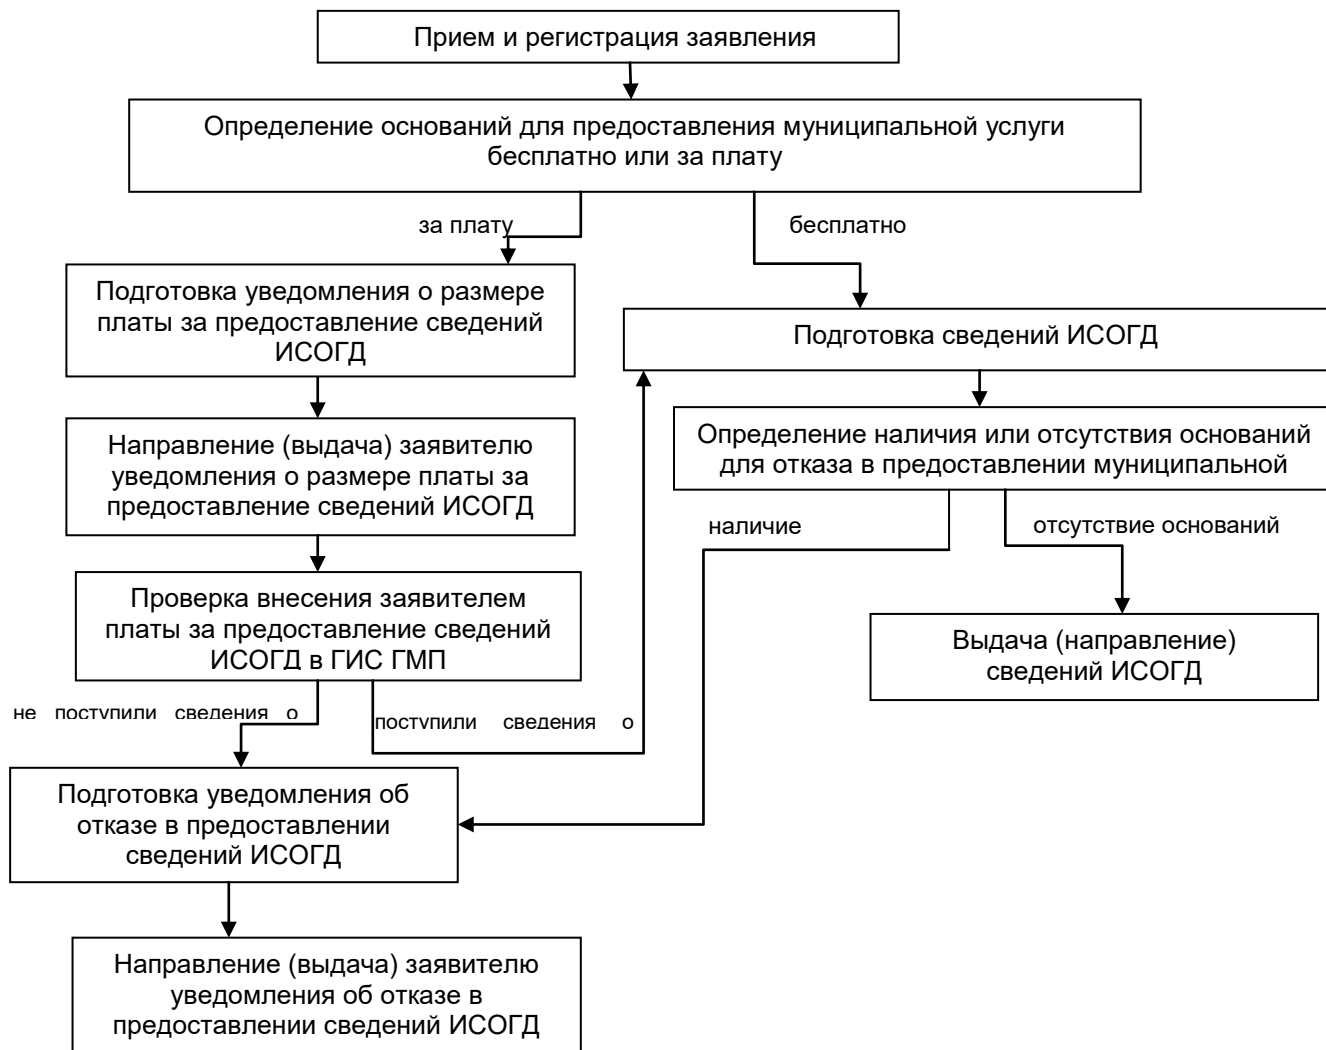 Прием и регистрация заявления
Определение оснований для предоставления муниципальной услуги
бесплатно или за плату
за плату
бесплатно
Подготовка уведомления о размере
платы за предоставление сведений
ИСОГД
Подготовка сведений ИСОГД
Направление (выдача) заявителю
уведомления о размере платы за
предоставление сведений ИСОГД
Определение наличия или отсутствия оснований
для отказа в предоставлении муниципальной
наличие
отсутствие оснований
Проверка внесения заявителем
платы за предоставление сведений
ИСОГД в ГИС ГМП
Выдача (направление)
сведений ИСОГД
не поступили сведения о
поступили сведения о
Подготовка уведомления об
отказе в предоставлении
сведений ИСОГД
Направление (выдача) заявителю
уведомления об отказе в
предоставлении сведений ИСОГД